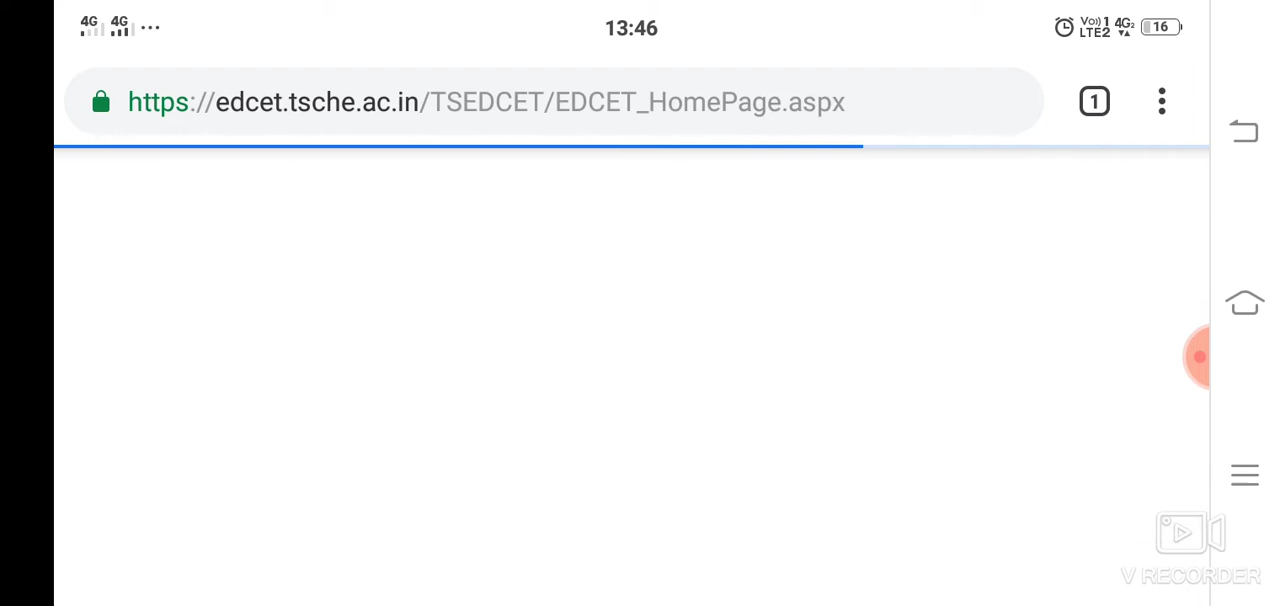 4G 4G ... 13:46 Vo)) 1 LTE2 4G2 16
https://edcet.tsche.ac.in/TSEDCET/EDCET_HomePage.aspx 1
V RECORDER